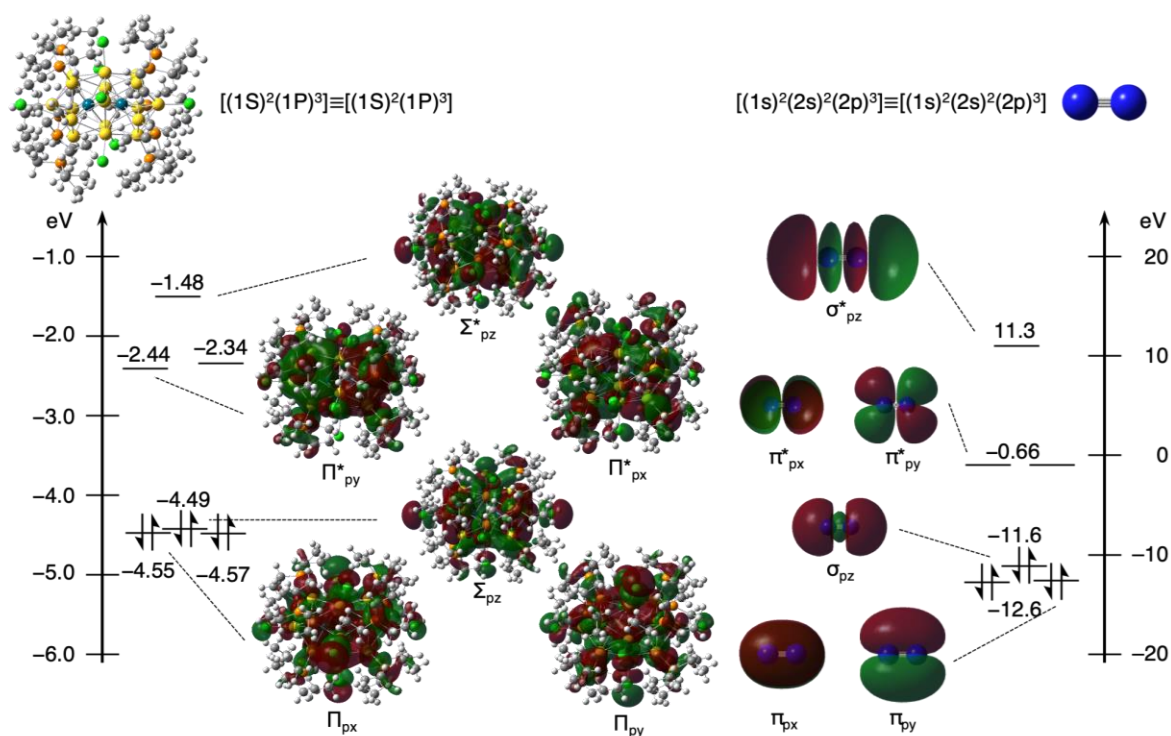 [(1S)²(1P)³]≡[(1S)²(1P)³]
[(1s)²(2s)²(2p)³]≡[(1s)²(2s)²(2p)³]
eV
−1.0
−2.0
−3.0
−4.0
−5.0
−6.0
−1.48
−2.44
−2.34
−4.49
−4.55
−4.57
Σ*pz
Π*py
Π*px
Σpz
Πpx
Πpy
σ*pz
π*px
π*py
σpz
πpx
πpy
11.3
−0.66
−11.6
−12.6
eV
20
10
0
−10
−20